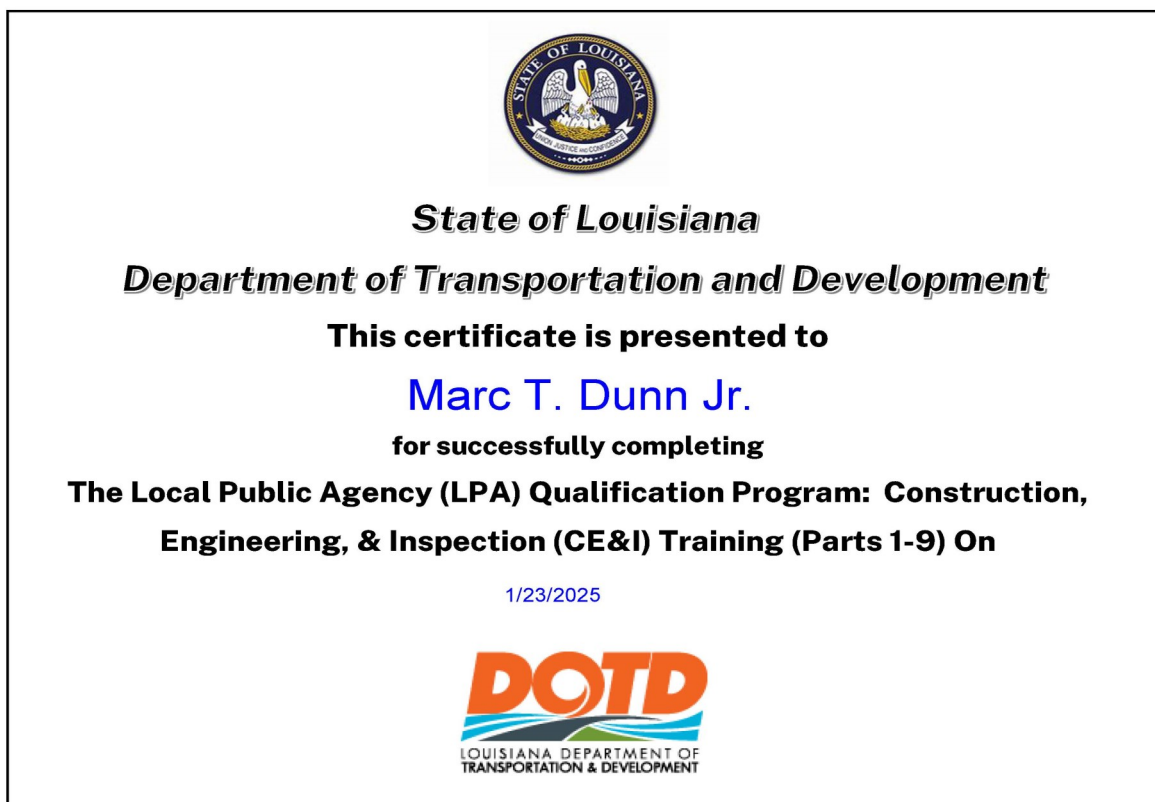 STATE OF LOUISIANA
UNION JUSTICE AND CONFIDENCE
State of Louisiana
Department of Transportation and Development
This certificate is presented to
Marc T. Dunn Jr.
for successfully completing
The Local Public Agency (LPA) Qualification Program: Construction,
Engineering, & Inspection (CE&I) Training (Parts 1-9) On
1/23/2025
DOTD
LOUISIANA DEPARTMENT OF
TRANSPORTATION & DEVELOPMENT